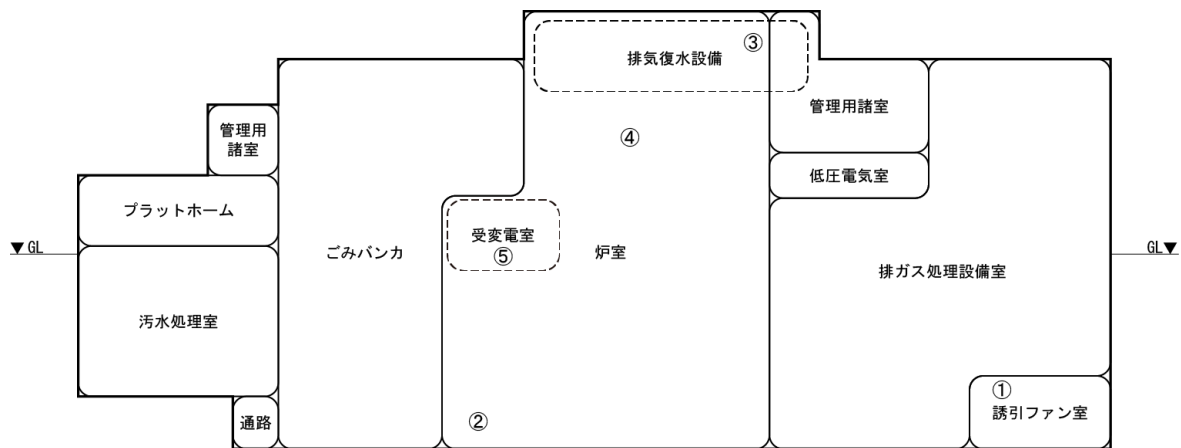 ③
排気復水設備
管理用諸室
管理用
諸室
④
低圧電気室
プラットホーム
受変電室
⑤
▼GL
ごみバンカ
炉室
GL▼
排ガス処理設備室
汚水処理室
①
誘引ファン室
通路
②